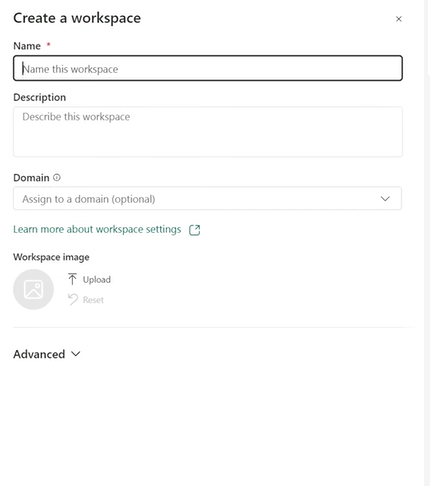 Create a workspace
Name *
Name this workspace
Description
Describe this workspace
Domain
Assign to a domain (optional)
Learn more about workspace settings
Workspace image
Upload
Reset
Advanced